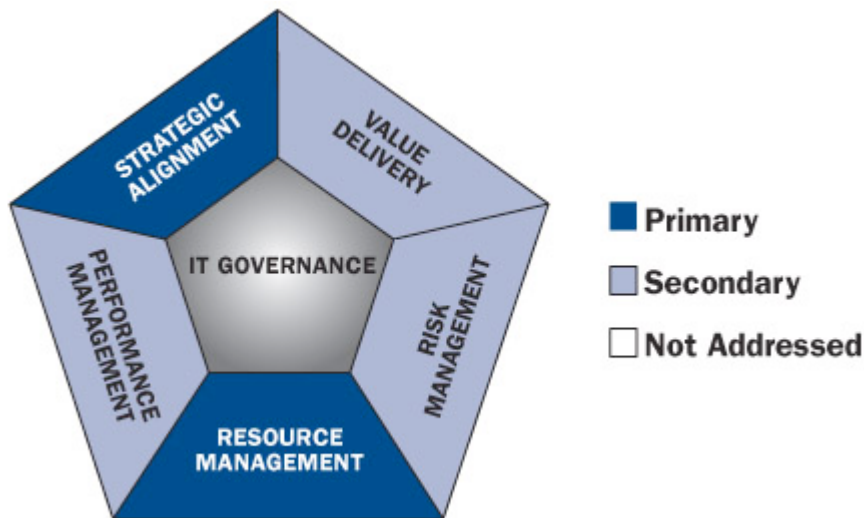 STRATEGIC
ALIGNMENT
VALUE
DELIVERY
IT GOVERNANCE
PERFORMANCE
MANAGEMENT
RISK
MANAGEMENT
RESOURCE
MANAGEMENT
Primary
Secondary
Not Addressed